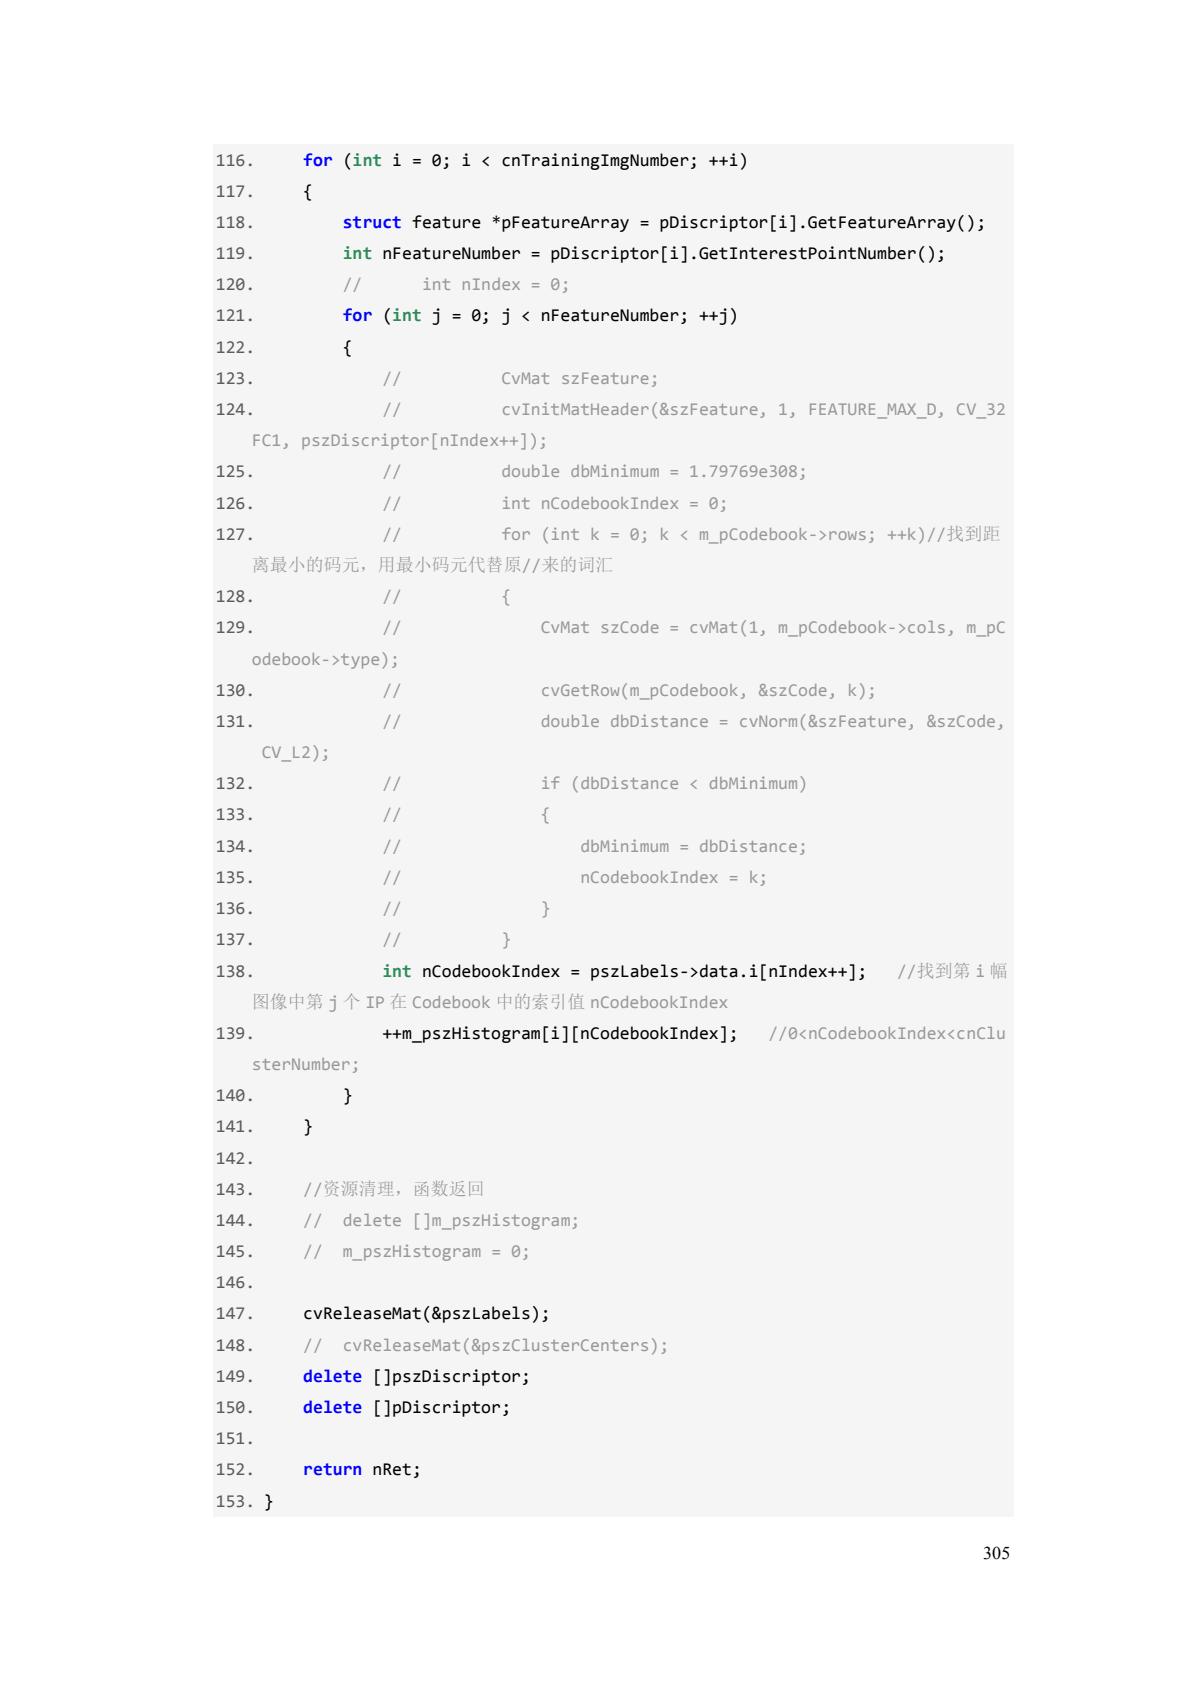 116.     for (int i = 0; i < cnTrainingImgNumber; ++i)
117.     {
118.         struct feature *pFeatureArray = pDiscriptor[i].GetFeatureArray();
119.         int nFeatureNumber = pDiscriptor[i].GetInterestPointNumber();
120.         //      int nIndex = 0;
121.         for (int j = 0; j < nFeatureNumber; ++j)
122.         {
123.             //          CvMat szFeature;
124.             //          cvInitMatHeader(&szFeature, 1, FEATURE_MAX_D, CV_32
FC1, pszDiscriptor[nIndex++]);
125.             //          double dbMinimum = 1.79769e308;
126.             //          int nCodebookIndex = 0;
127.             //          for (int k = 0; k < m_pCodebook->rows; ++k)//找到距
离最小的码元，用最小码元代替原//来的词汇
128.             //          {
129.             //              CvMat szCode = cvMat(1, m_pCodebook->cols, m_pC
odebook->type);
130.             //              cvGetRow(m_pCodebook, &szCode, k);
131.             //              double dbDistance = cvNorm(&szFeature, &szCode,
CV_L2);
132.             //              if (dbDistance < dbMinimum)
133.             //              {
134.             //                  dbMinimum = dbDistance;
135.             //                  nCodebookIndex = k;
136.             //              }
137.             //          }
138.             int nCodebookIndex = pszLabels->data.i[nIndex++];   //找到第 i 幅
图像中第 j 个 IP 在 Codebook 中的索引值 nCodebookIndex
139.             ++m_pszHistogram[i][nCodebookIndex];   //0<nCodebookIndex<cnClu
sterNumber;
140.         }
141.     }
142.
143.     //资源清理，函数返回
144.     //  delete []m_pszHistogram;
145.     //  m_pszHistogram = 0;
146.
147.     cvReleaseMat(&pszLabels);
148.     //  cvReleaseMat(&pszClusterCenters);
149.     delete []pszDiscriptor;
150.     delete []pDiscriptor;
151.
152.     return nRet;
153. }
305